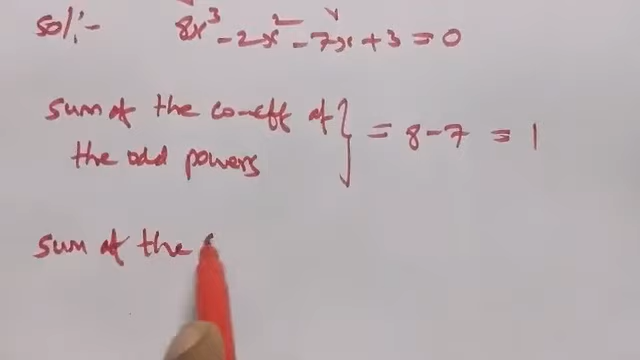 Sol:- 8x³ - 2x² - 7x + 3 = 0
sum of the co-eff of
the odd powers } = 8 - 7 = 1
sum of the